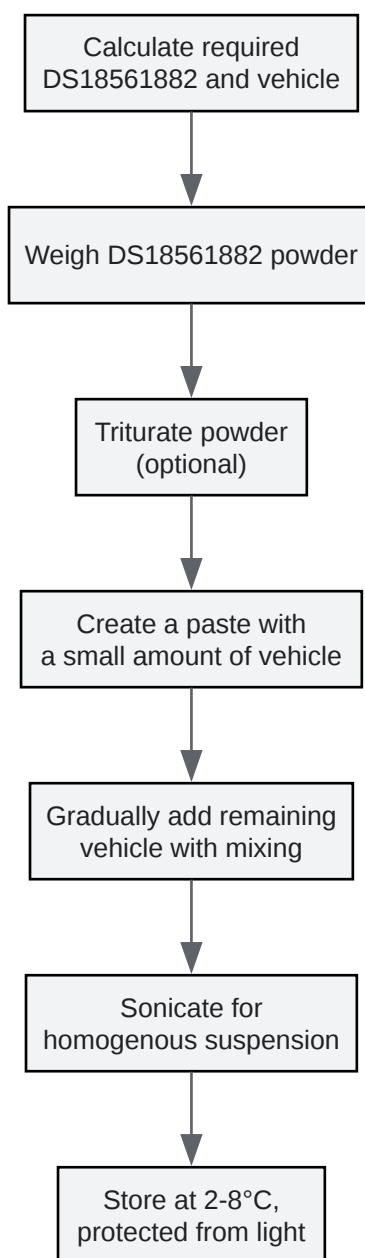 Calculate required
DS18561882 and vehicle
Weigh DS18561882 powder
Triturate powder
(optional)
Create a paste with
a small amount of vehicle
Gradually add remaining
vehicle with mixing
Sonicate for
homogenous suspension
Store at 2-8°C,
protected from light